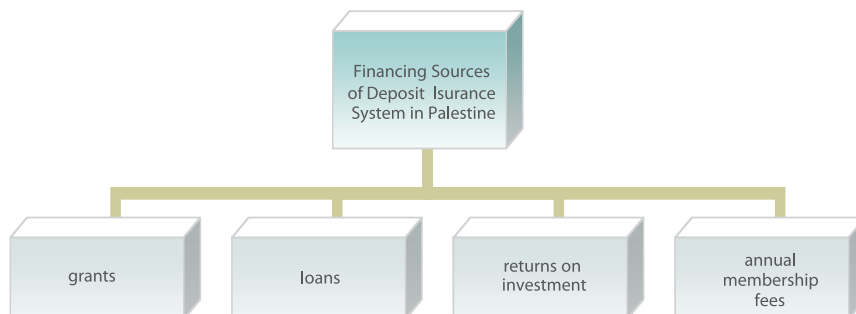 Financing Sources
of Deposit Isurance
System in Palestine
grants
loans
returns on
investment
annual
membership
fees